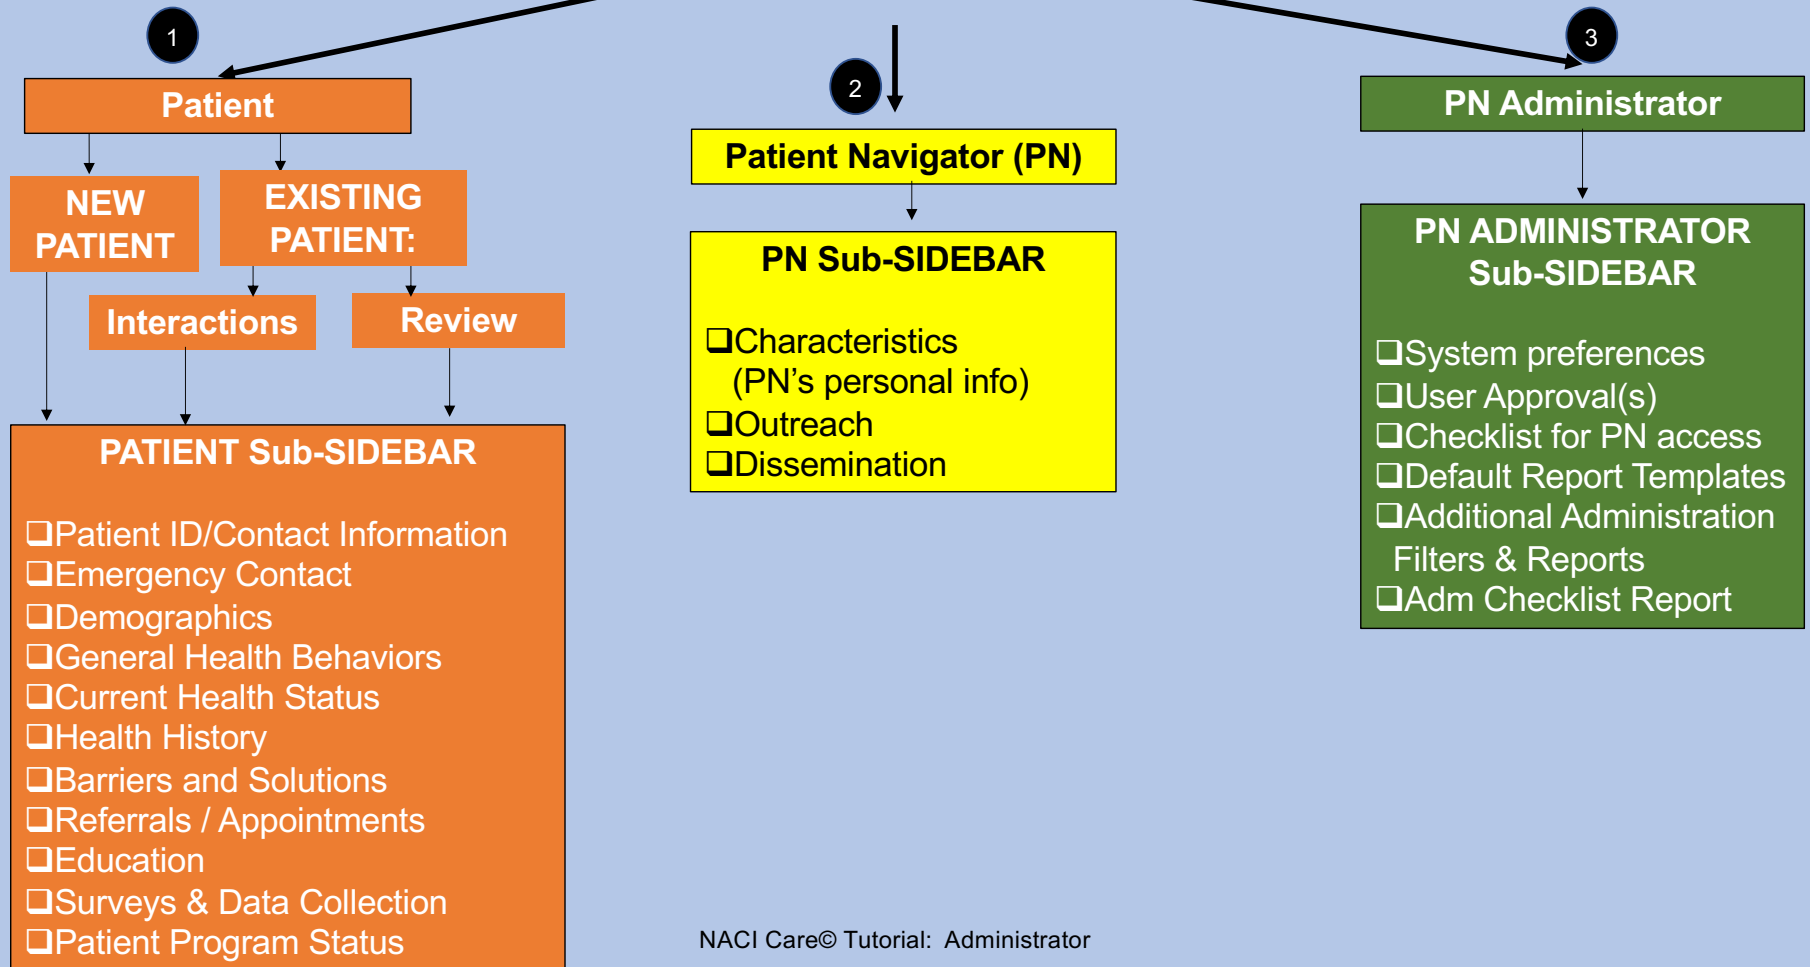 1
Patient
NEW
PATIENT
EXISTING
PATIENT:
Interactions
Review
PATIENT Sub-SIDEBAR
❑Patient ID/Contact Information
❑Emergency Contact
❑Demographics
❑General Health Behaviors
❑Current Health Status
❑Health History
❑Barriers and Solutions
❑Referrals / Appointments
❑Education
❑Surveys & Data Collection
❑Patient Program Status
2
Patient Navigator (PN)
PN Sub-SIDEBAR
❑Characteristics
(PN’s personal info)
❑Outreach
❑Dissemination
3
PN Administrator
PN ADMINISTRATOR
Sub-SIDEBAR
❑System preferences
❑User Approval(s)
❑Checklist for PN access
❑Default Report Templates
❑Additional Administration
Filters & Reports
❑Adm Checklist Report
NACI Care© Tutorial: Administrator